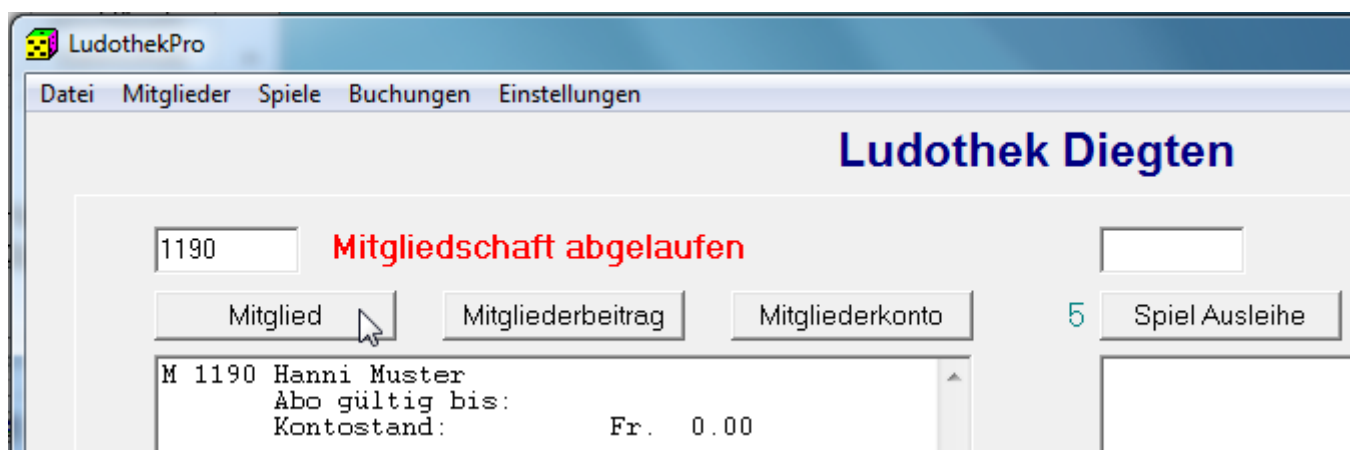 LudothekPro
Datei Mitglieder Spiele Buchungen Einstellungen
Ludothek Diegten
1190 Mitgliedschaft abgelaufen
Mitglied Mitgliederbeitrag Mitgliederkonto 5 Spiel Ausleihe
M 1190 Hanni Muster
Abo gültig bis:
Kontostand: Fr. 0.00